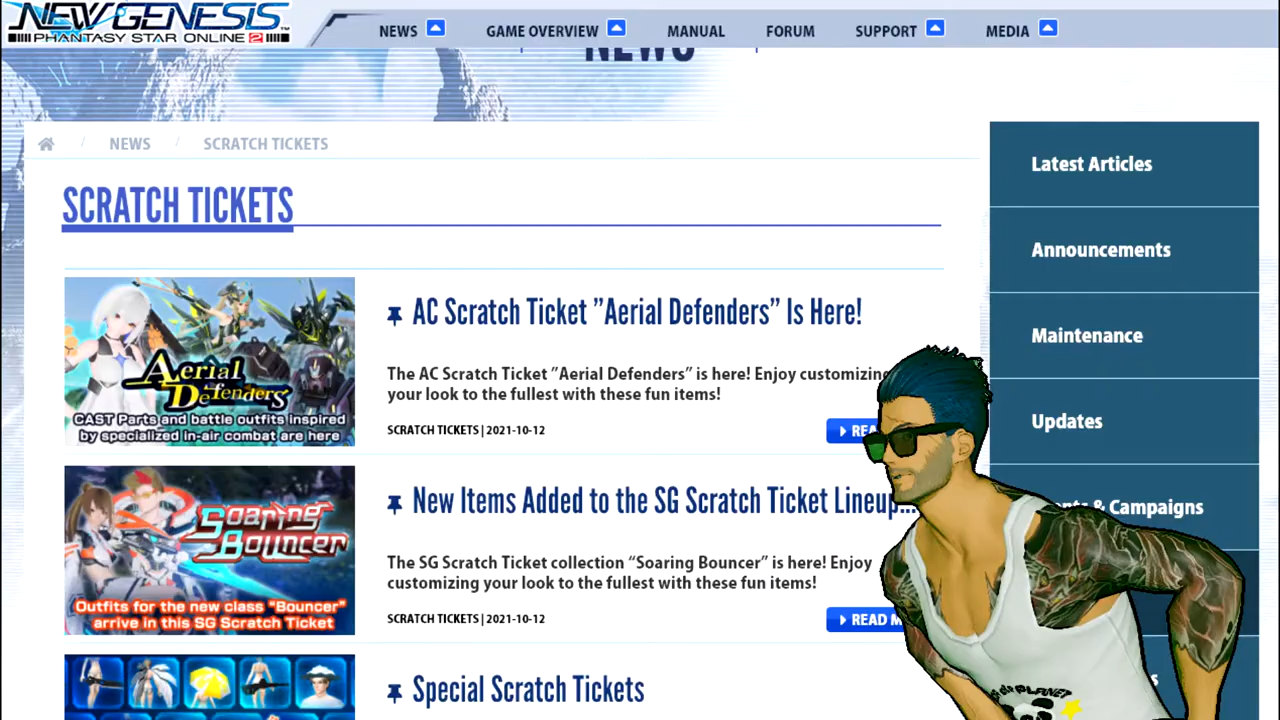 NEW GENESIS
PHANTASY STAR ONLINE 2
NEWS
GAME OVERVIEW
MANUAL
FORUM
SUPPORT
MEDIA
NEWS
NEWS
SCRATCH TICKETS
SCRATCH TICKETS
Latest Articles
Announcements
Maintenance
Updates
& Campaigns
Aerial
Defenders
CAST Parts and battle outfits inspired
by specialized in-air combat are here
AC Scratch Ticket ”Aerial Defenders” Is Here!
The AC Scratch Ticket ”Aerial Defenders” is here! Enjoy customizing
your look to the fullest with these fun items!
SCRATCH TICKETS | 2021-10-12
REA
Soaring
Bouncer
Outfits for the new class "Bouncer"
arrive in this SG Scratch Ticket
New Items Added to the SG Scratch Ticket Lineup...
The SG Scratch Ticket collection “Soaring Bouncer” is here! Enjoy
customizing your look to the fullest with these fun items!
SCRATCH TICKETS | 2021-10-12
READ M
Special Scratch Tickets
PLANET